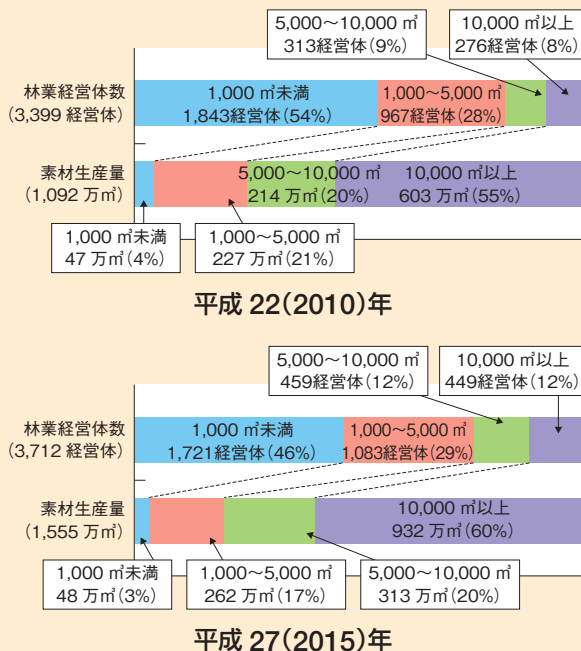 5,000〜10,000 ㎥
313経営体(9%)
10,000 ㎥以上
276経営体(8%)
林業経営体数
(3,399 経営体)
1,000 ㎥未満
1,843経営体(54%)
1,000〜5,000 ㎥
967経営体(28%)
素材生産量
(1,092 万㎥)
5,000〜10,000 ㎥
214 万㎥(20%)
10,000 ㎥以上
603 万㎥(55%)
1,000 ㎥未満
47 万㎥(4%)
1,000〜5,000 ㎥
227 万㎥(21%)
平成 22(2010)年
5,000〜10,000 ㎥
459経営体(12%)
10,000 ㎥以上
449経営体(12%)
林業経営体数
(3,712 経営体)
1,000 ㎥未満
1,721経営体(46%)
1,000〜5,000 ㎥
1,083経営体(29%)
素材生産量
(1,555 万㎥)
10,000 ㎥以上
932 万㎥(60%)
1,000 ㎥未満
48 万㎥(3%)
1,000〜5,000 ㎥
262 万㎥(17%)
5,000〜10,000 ㎥
313 万㎥(20%)
平成 27(2015)年